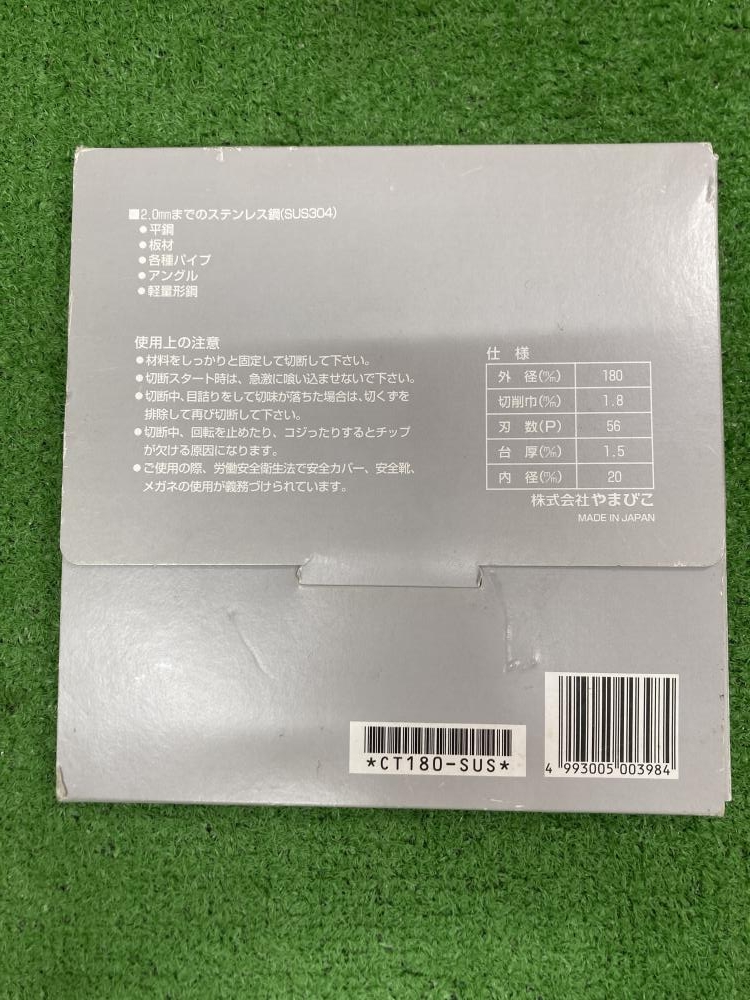 ■2.0㎜までのステンレス鋼(SUS304)
●平鋼
●板材
●各種パイプ
●アングル
●軽量形鋼
使用上の注意
●材料をしっかりと固定して切断して下さい。
●切断スタート時は、急激に喰い込ませないで下さい。
●切断中、目詰りをして切味が落ちた場合は、切くずを
排除して再び切断して下さい。
●切断中、回転を止めたり、コジったりするとチップ
が欠ける原因になります。
●ご使用の際、労働安全衛生法で安全カバー、安全靴、
メガネの使用が義務づけられています。
仕 様
外 径(m/m) 180
切削巾(m/m) 1.8
刃 数(P) 56
台 厚(m/m) 1.5
内 径(m/m) 20
株式会社やまびこ
MADE IN JAPAN
*CT180-SUS*
4 993005 003984